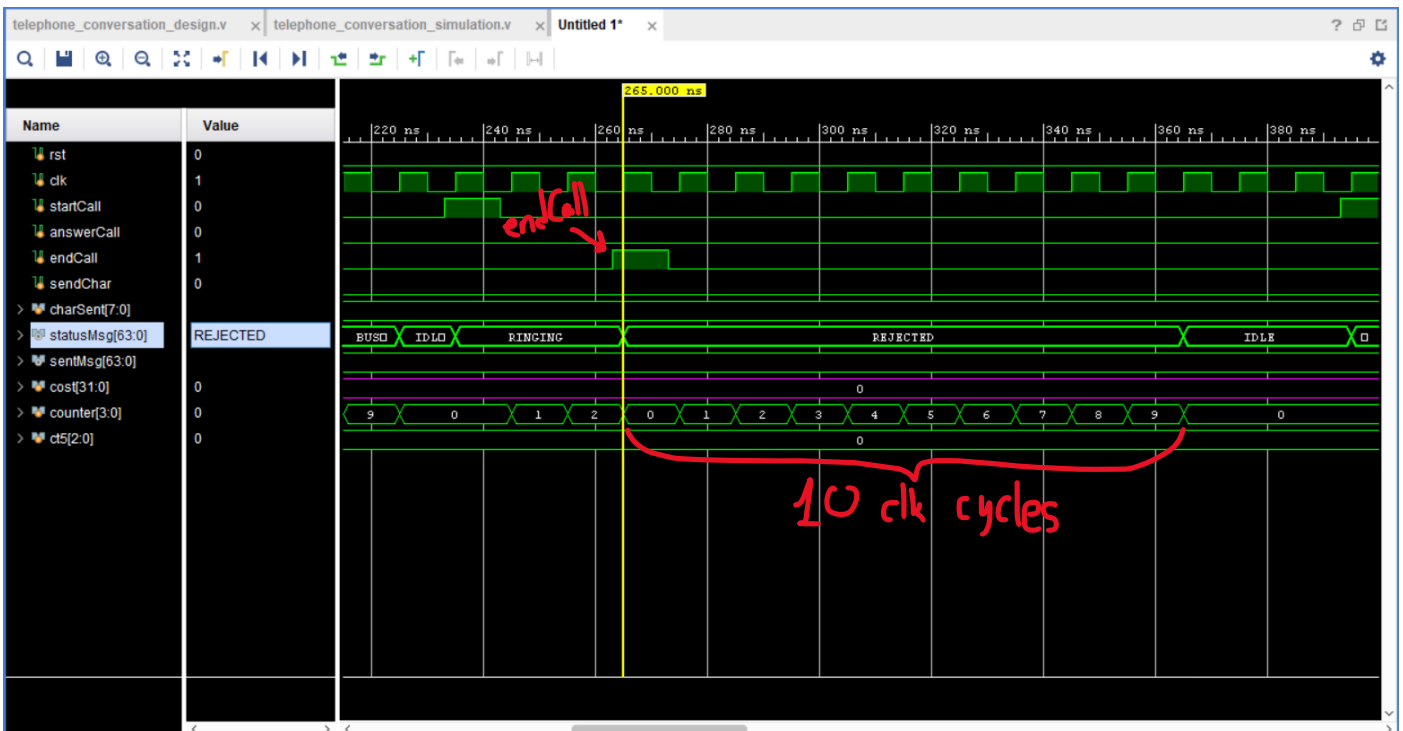 telephone_conversation_design.v × telephone_conversation_simulation.v × Untitled 1* ×
265.000 ns
Name Value
220 ns 240 ns 260 ns 280 ns 300 ns 320 ns 340 ns 360 ns 380 ns
rst 0
clk 1
startCall 0
endCall
answerCall 0
endCall 1
sendChar 0
charSent[7:0]
statusMsg[63:0] REJECTED BUS IDL RINGING REJECTED IDLE
sentMsg[63:0]
cost[31:0] 0 0
counter[3:0] 0 9 0 1 2 0 1 2 3 4 5 6 7 8 9 0
ct5[2:0] 0 0
10 clk cycles